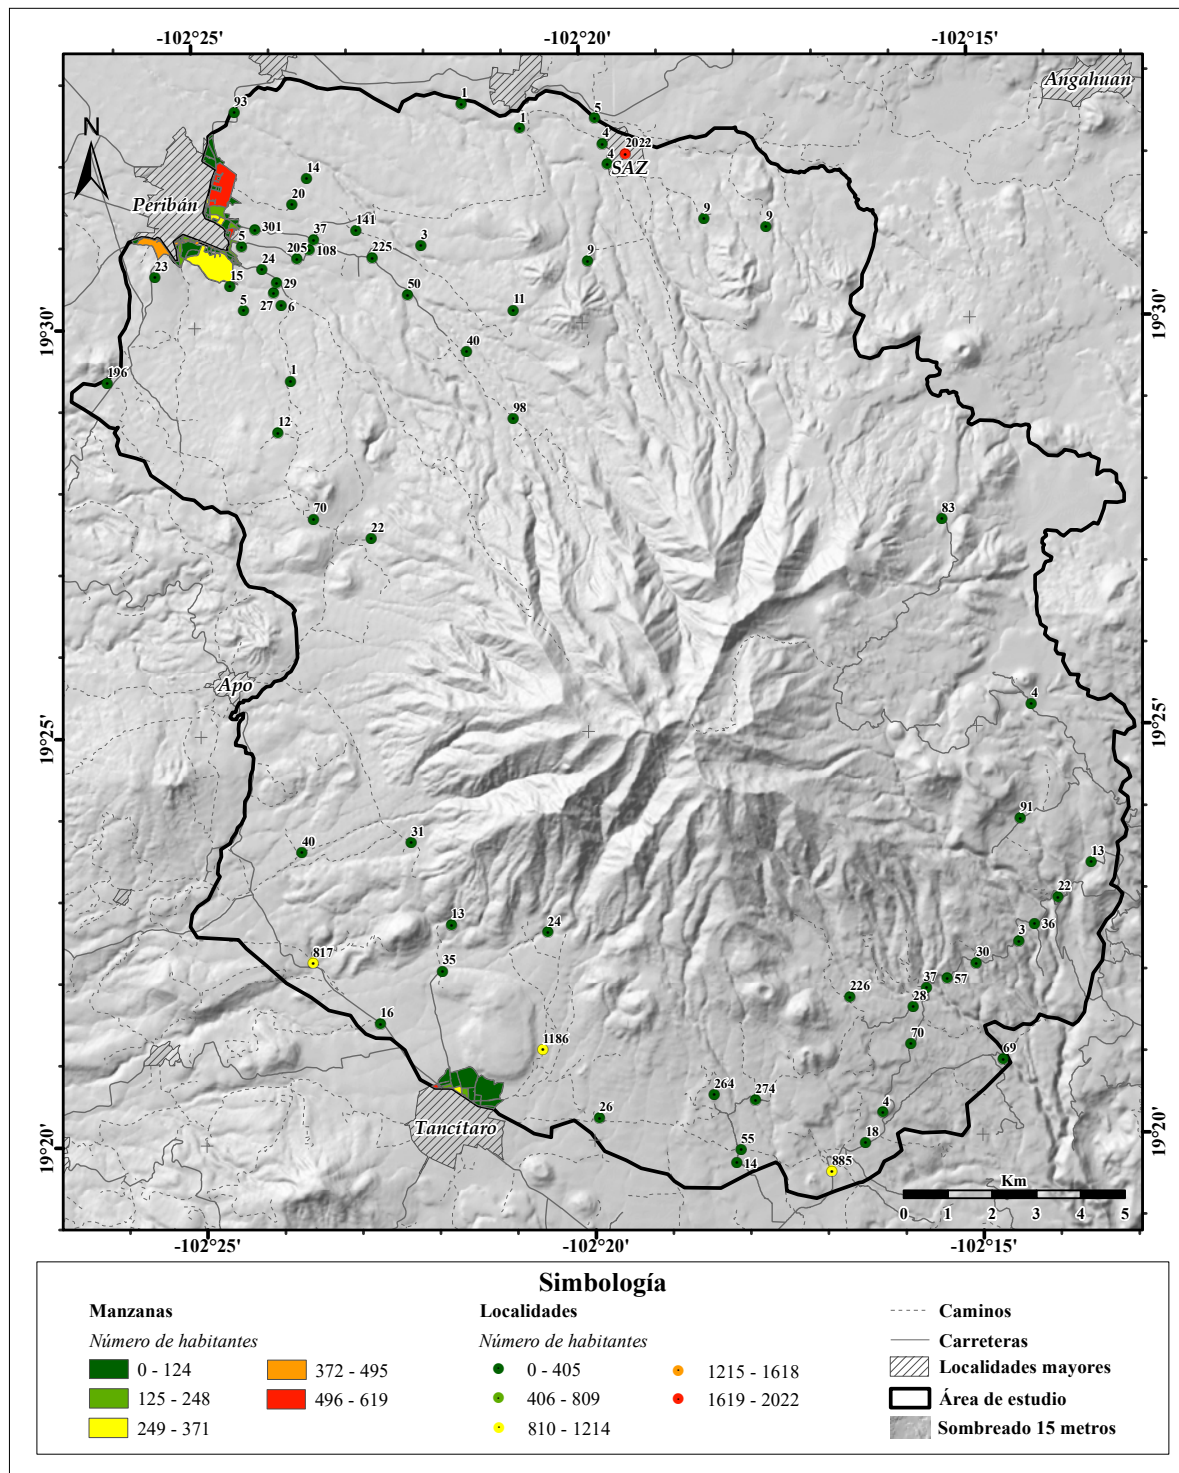 -102°25' -102°20' -102°15'
Angahuan
N
93
1
1
5
4
2022
4
SAZ
14
Peribán
20
9
9
301
37
141
5
205
108
225
3
9
23
24
15
29
27
6
5
50
11
19°30'
19°30'
40
196
1
98
12
70
22
83
Apo
4
19°25'
19°25'
91
31
40
13
22
13
24
36
3
817
35
30
57
37
226
28
16
1186
70
69
264
274
4
26
Tancítaro
55
18
14
885
19°20'
19°20'
Km
0 1 2 3 4 5
-102°25' -102°20' -102°15'
Simbología
Manzanas
Número de habitantes
0 - 124
125 - 248
249 - 371
372 - 495
496 - 619
Localidades
Número de habitantes
0 - 405
406 - 809
810 - 1214
1215 - 1618
1619 - 2022
Caminos
Carreteras
Localidades mayores
Área de estudio
Sombreado 15 metros